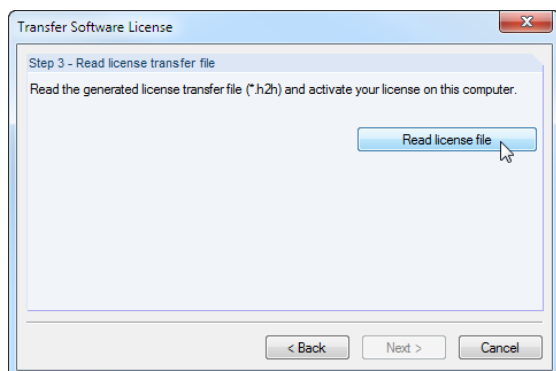 Transfer Software License
Step 3 - Read license transfer file
Read the generated license transfer file (*.h2h) and activate your license on this computer.
Read license file
< Back Next > Cancel